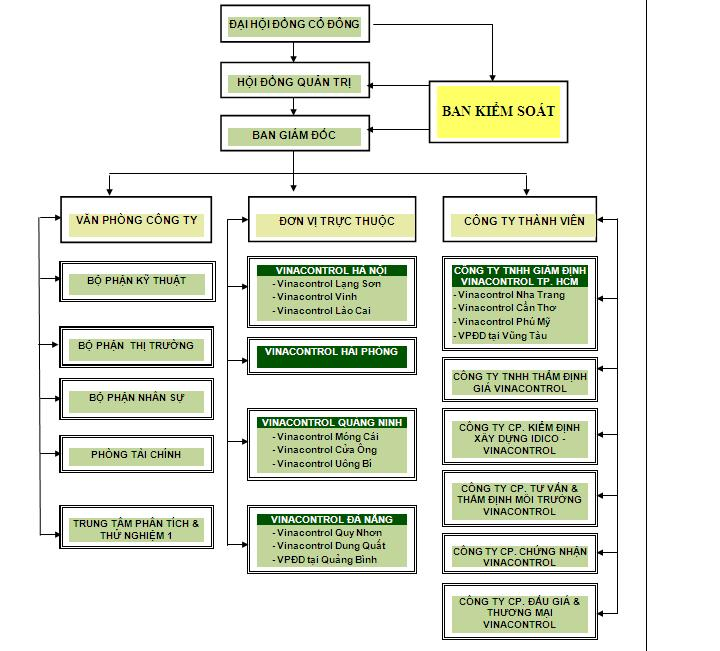 ĐẠI HỘI ĐỒNG CỔ ĐÔNG
HỘI ĐỒNG QUẢN TRỊ
BAN KIỂM SOÁT
BAN GIÁM ĐỐC
VĂN PHÒNG CÔNG TY
BỘ PHẬN KỸ THUẬT
BỘ PHẬN THỊ TRƯỜNG
BỘ PHẬN NHÂN SỰ
PHÒNG TÀI CHÍNH
TRUNG TÂM PHÂN TÍCH &
THỬ NGHIỆM 1
ĐƠN VỊ TRỰC THUỘC
VINACONTROL HÀ NỘI
- Vinacontrol Lạng Sơn
- Vinacontrol Vinh
- Vinacontrol Lào Cai
VINACONTROL HẢI PHÒNG
VINACONTROL QUẢNG NINH
- Vinacontrol Móng Cái
- Vinacontrol Cửa Ông
- Vinacontrol Uông Bí
VINACONTROL ĐÀ NẴNG
- Vinacontrol Quy Nhơn
- Vinacontrol Dung Quất
- VPĐD tại Quảng Bình
CÔNG TY THÀNH VIÊN
CÔNG TY TNHH GIÁM ĐỊNH
VINACONTROL TP. HCM
- Vinacontrol Nha Trang
- Vinacontrol Cần Thơ
- Vinacontrol Phú Mỹ
- VPĐD tại Vũng Tàu
CÔNG TY TNHH THẨM ĐỊNH
GIÁ VINACONTROL
CÔNG TY CP. KIỂM ĐỊNH
XÂY DỰNG IDICO -
VINACONTROL
CÔNG TY CP. TƯ VẤN &
THẨM ĐỊNH MÔI TRƯỜNG
VINACONTROL
CÔNG TY CP. CHỨNG NHẬN
VINACONTROL
CÔNG TY CP. ĐẤU GIÁ &
THƯƠNG MẠI
VINACONTROL